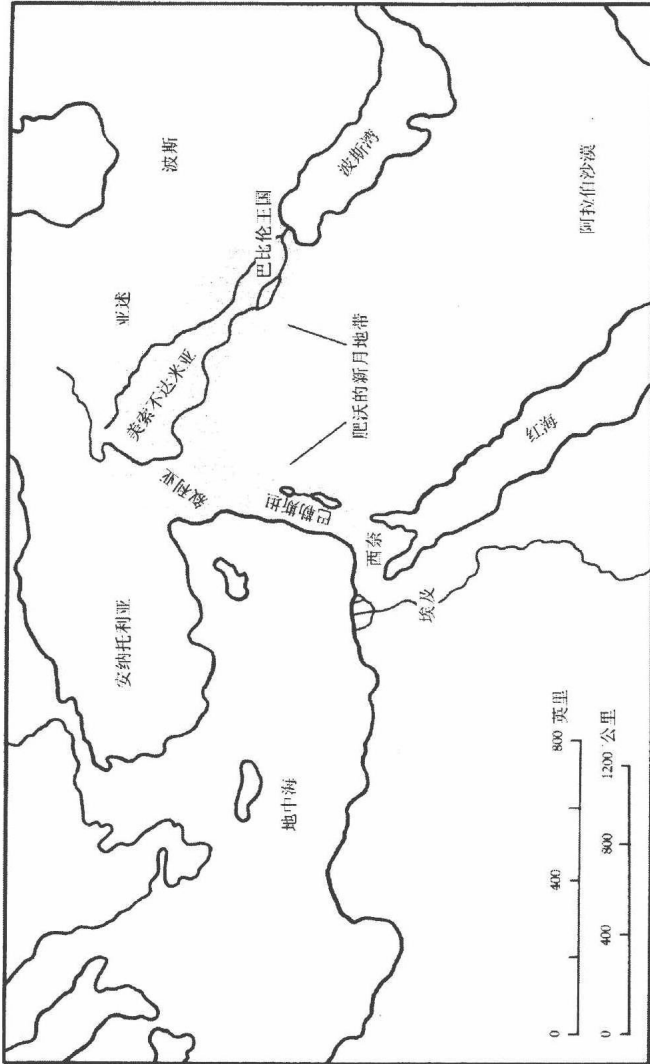 波斯
亚述
安纳托利亚
美索不达米亚
巴比伦王国
叙利亚
波斯湾
巴勒斯坦
肥沃的新月地带
地中海
西奈
埃及
红海
阿拉伯沙漠
0 400 800 英里
0 400 800 1200 公里